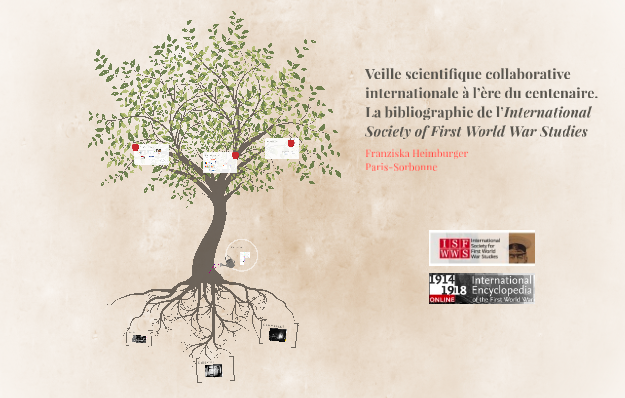 Veille scientifique collaborative
internationale à l'ère du centenaire.
La bibliographie de l'International
Society of First World War Studies
Franziska Heimburger
Paris-Sorbonne
ISF
WWS
International
Society for
First World
War Studies
1914
1918
ONLINE
International
Encyclopedia
of the First World War